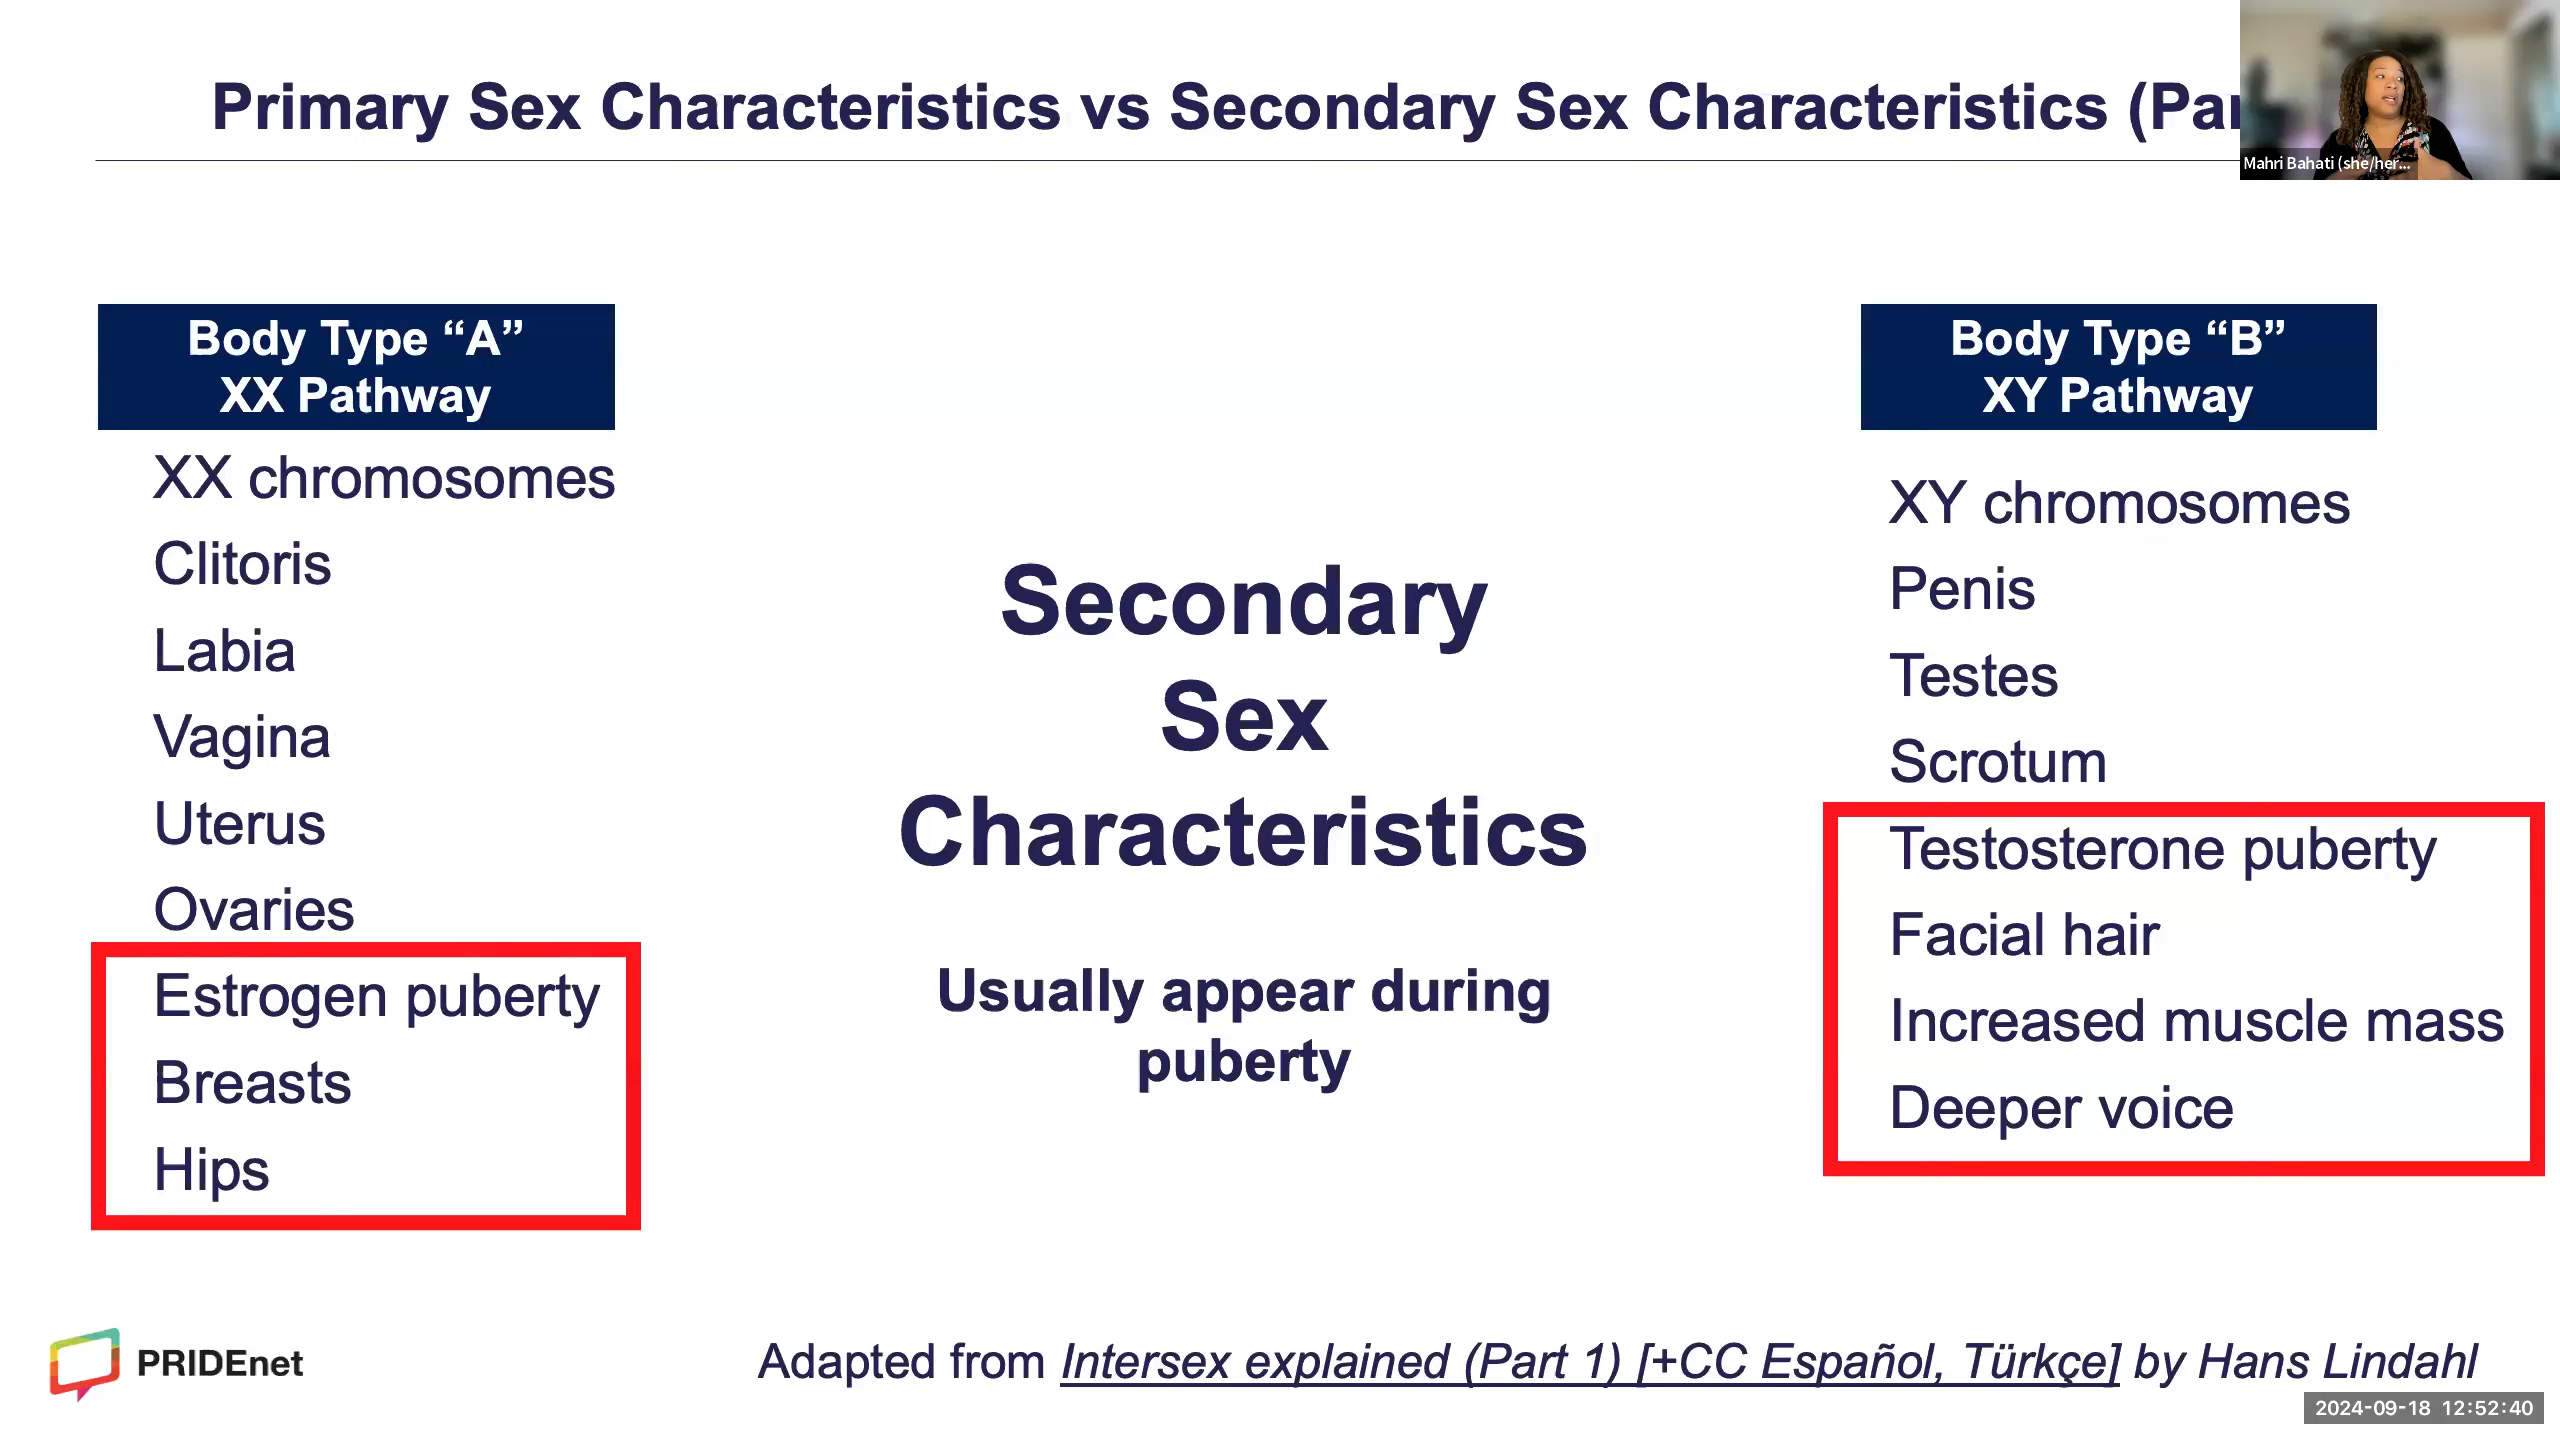 Primary Sex Characteristics vs Secondary Sex Characteristics (Par
Mahri Bahati (she/her...
Body Type “A”
XX Pathway
XX chromosomes
Clitoris
Labia
Vagina
Uterus
Ovaries
Estrogen puberty
Breasts
Hips
Secondary
Sex
Characteristics
Usually appear during
puberty
Body Type “B”
XY Pathway
XY chromosomes
Penis
Testes
Scrotum
Testosterone puberty
Facial hair
Increased muscle mass
Deeper voice
PRIDEnet
Adapted from Intersex explained (Part 1) [+CC Español, Türkçe] by Hans Lindahl
2024-09-18 12:52:40